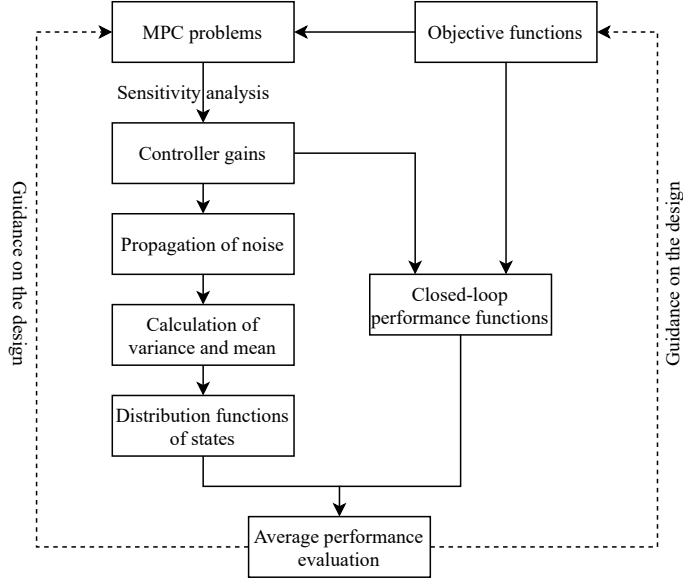 MPC problems
Objective functions
Sensitivity analysis
Controller gains
Propagation of noise
Closed-loop
performance functions
Calculation of
variance and mean
Distribution functions
of states
Average performance
evaluation
Guidance on the design
Guidance on the design